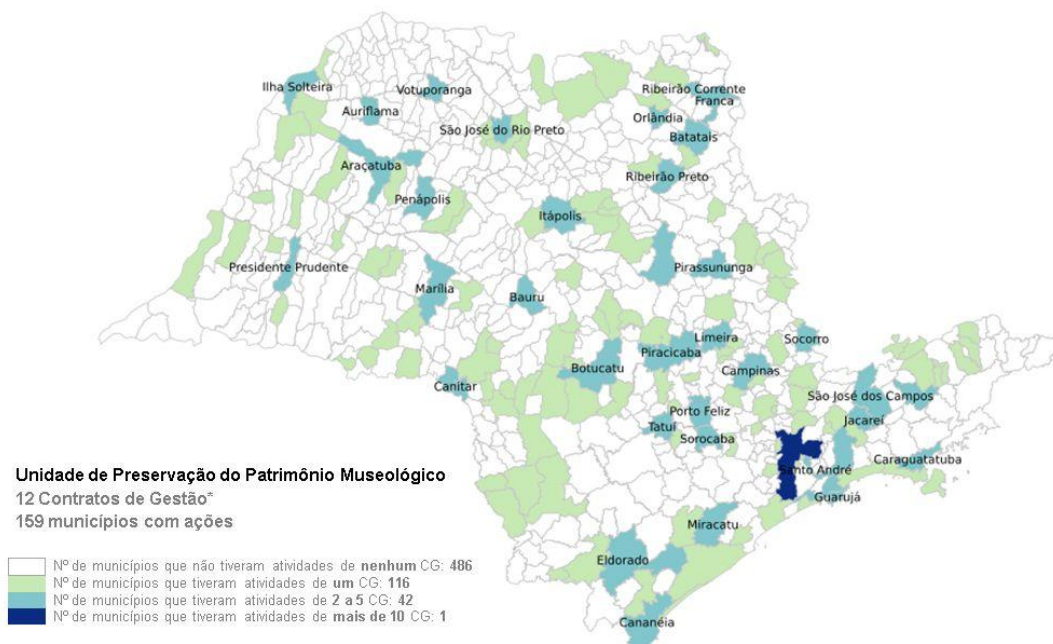 Ilha Solteira
Votuporanga
Ribeirão Corrente
Franca
Auriflama
Orlândia
São José do Rio Preto
Batatais
Araçatuba
Ribeirão Preto
Penápolis
Itápolis
Presidente Prudente
Pirassununga
Marília
Bauru
Limeira
Socorro
Piracicaba
Botucatu
Campinas
Canitar
São José dos Campos
Porto Feliz
Jacareí
Tatuí
Sorocaba
Caraguatatuba
Santo André
Guarujá
Miracatu
Eldorado
Cananéia
Unidade de Preservação do Patrimônio Museológico
12 Contratos de Gestão*
159 municípios com ações
Nº de municípios que não tiveram atividades de nenhum CG: 486
Nº de municípios que tiveram atividades de um CG: 116
Nº de municípios que tiveram atividades de 2 a 5 CG: 42
Nº de municípios que tiveram atividades de mais de 10 CG: 1